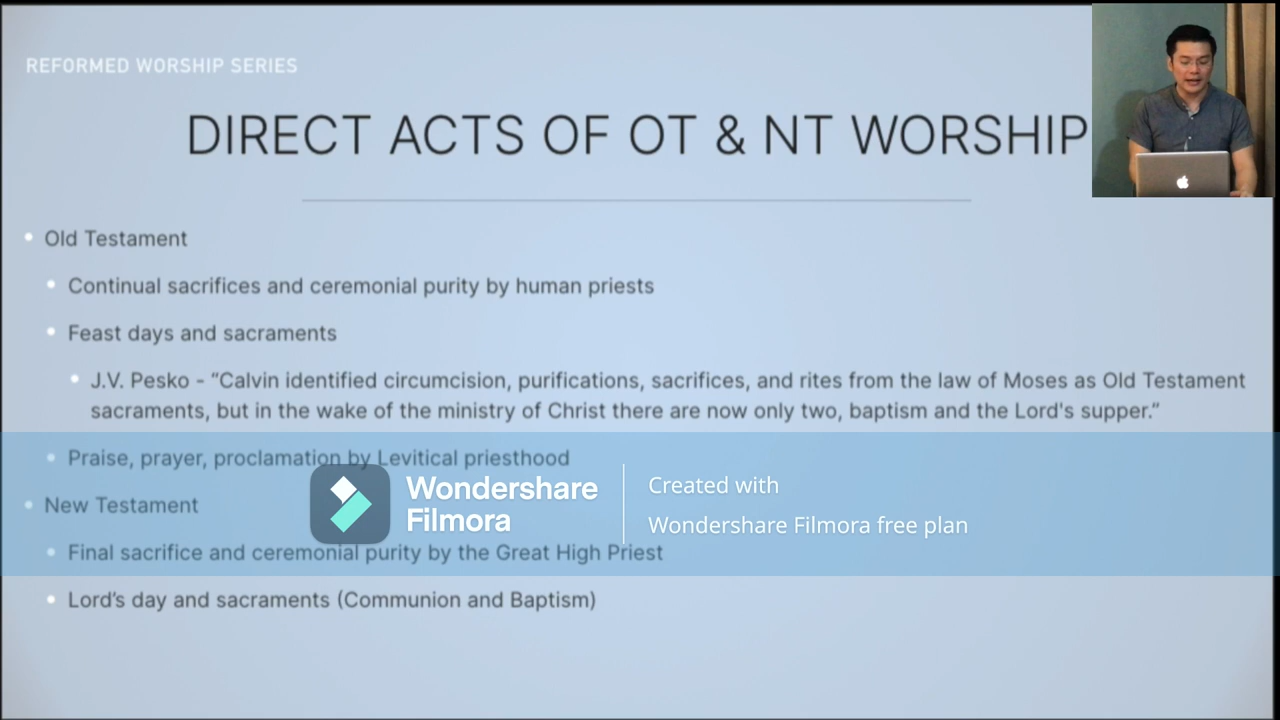 REFORMED WORSHIP SERIES
DIRECT ACTS OF OT & NT WORSHIP
Old Testament
Continual sacrifices and ceremonial purity by human priests
Feast days and sacraments
J.V. Pesko - “Calvin identified circumcision, purifications, sacrifices, and rites from the law of Moses as Old Testament
sacraments, but in the wake of the ministry of Christ there are now only two, baptism and the Lord's supper.”
Praise, prayer, proclamation by Levitical priesthood
New Testament
Final sacrifice and ceremonial purity by the Great High Priest
Lord’s day and sacraments (Communion and Baptism)
Wondershare
Filmora
Created with
Wondershare Filmora free plan